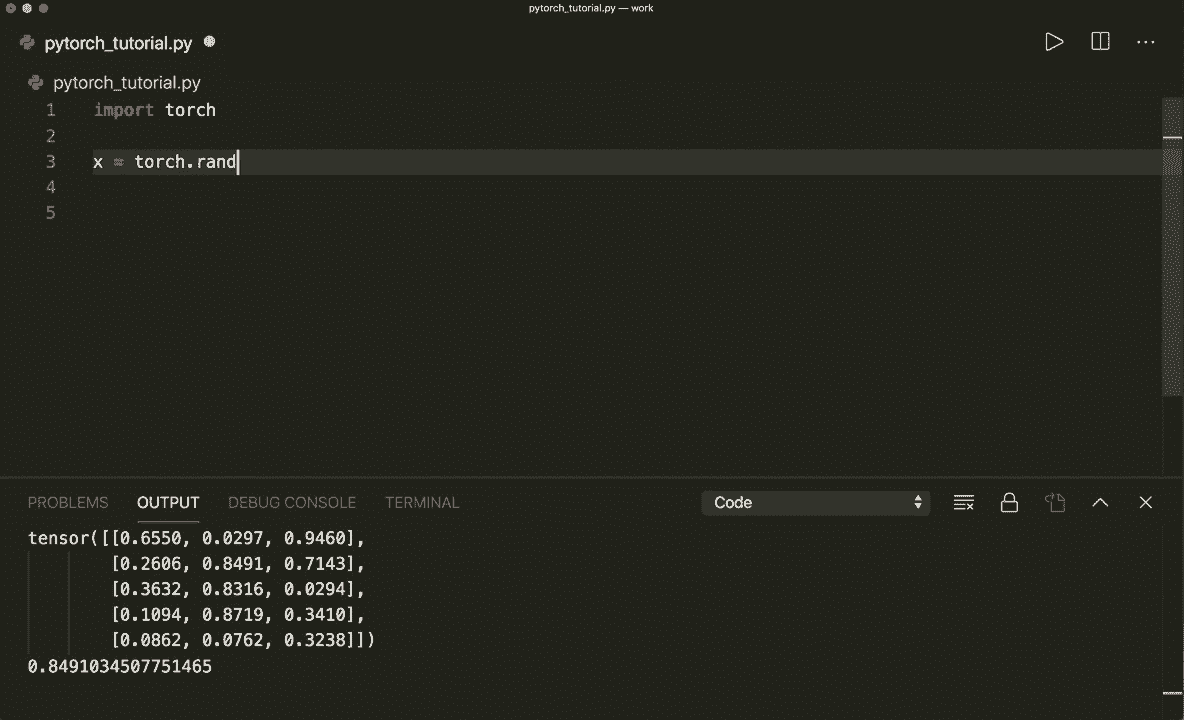 pytorch_tutorial.py — work
pytorch_tutorial.py
pytorch_tutorial.py
1 import torch
2
3 x = torch.rand
4
5
PROBLEMS OUTPUT DEBUG CONSOLE TERMINAL Code
tensor([[0.6550, 0.0297, 0.9460],
[0.2606, 0.8491, 0.7143],
[0.3632, 0.8316, 0.0294],
[0.1094, 0.8719, 0.3410],
[0.0862, 0.0762, 0.3238]])
0.8491034507751465